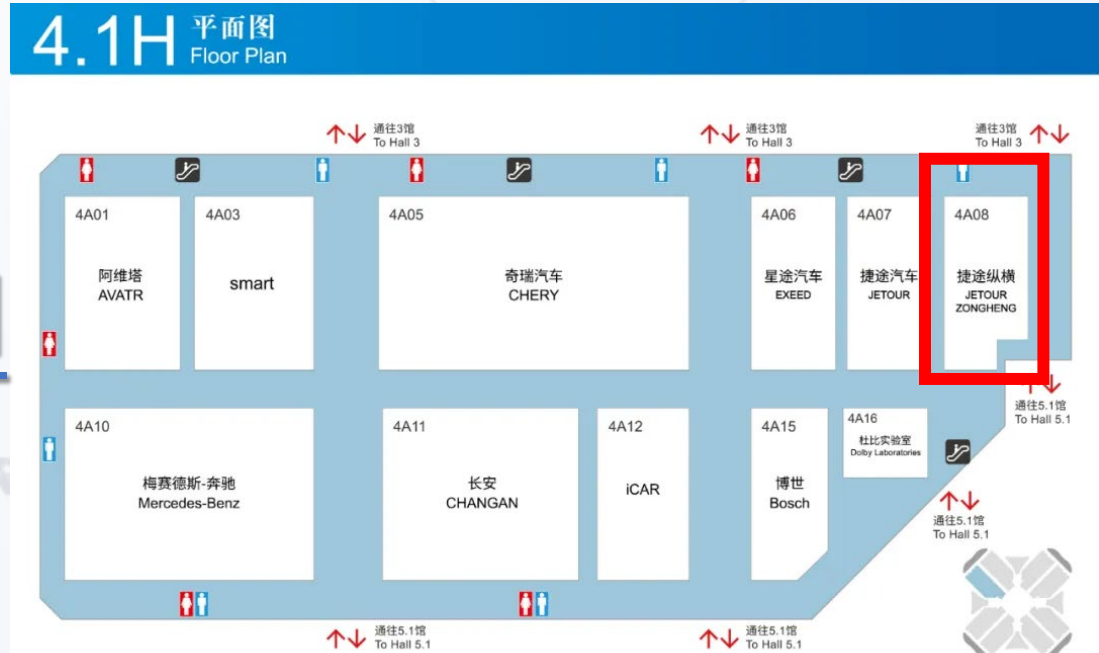 4.1H 平面图
Floor Plan
通往3馆
To Hall 3
通往3馆
To Hall 3
通往3馆
To Hall 3
4A01
阿维塔
AVATR
4A03
smart
4A05
奇瑞汽车
CHERY
4A06
星途汽车
EXEED
4A07
捷途汽车
JETOUR
4A08
捷途纵横
JETOUR
ZONGHENG
通往5.1馆
To Hall 5.1
4A10
梅赛德斯-奔驰
Mercedes-Benz
4A11
长安
CHANGAN
4A12
iCAR
4A15
博世
Bosch
4A16
杜比实验室
Dolby Laboratories
通往5.1馆
To Hall 5.1
通往5.1馆
To Hall 5.1
通往5.1馆
To Hall 5.1